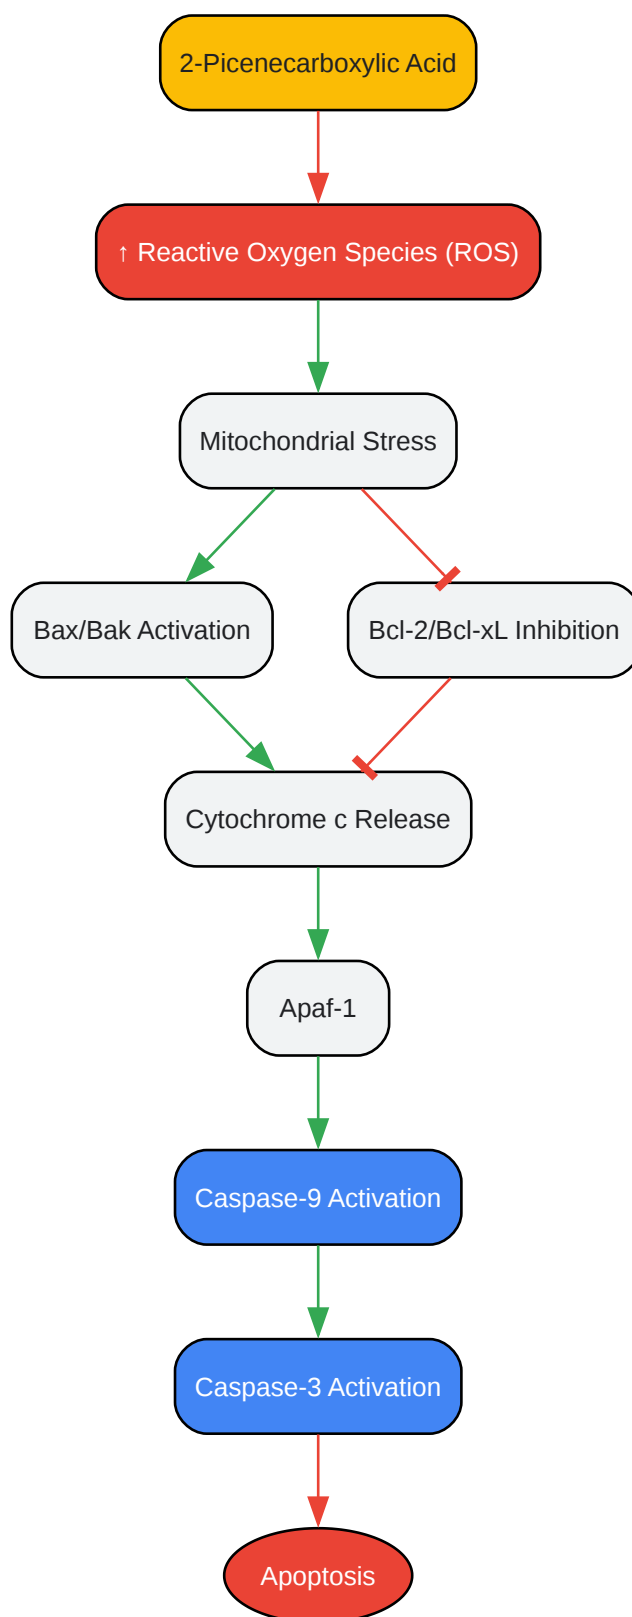 2-Picenecarboxylic Acid
↑ Reactive Oxygen Species (ROS)
Mitochondrial Stress
Bax/Bak Activation
Bcl-2/Bcl-xL Inhibition
Cytochrome c Release
Apaf-1
Caspase-9 Activation
Caspase-3 Activation
Apoptosis